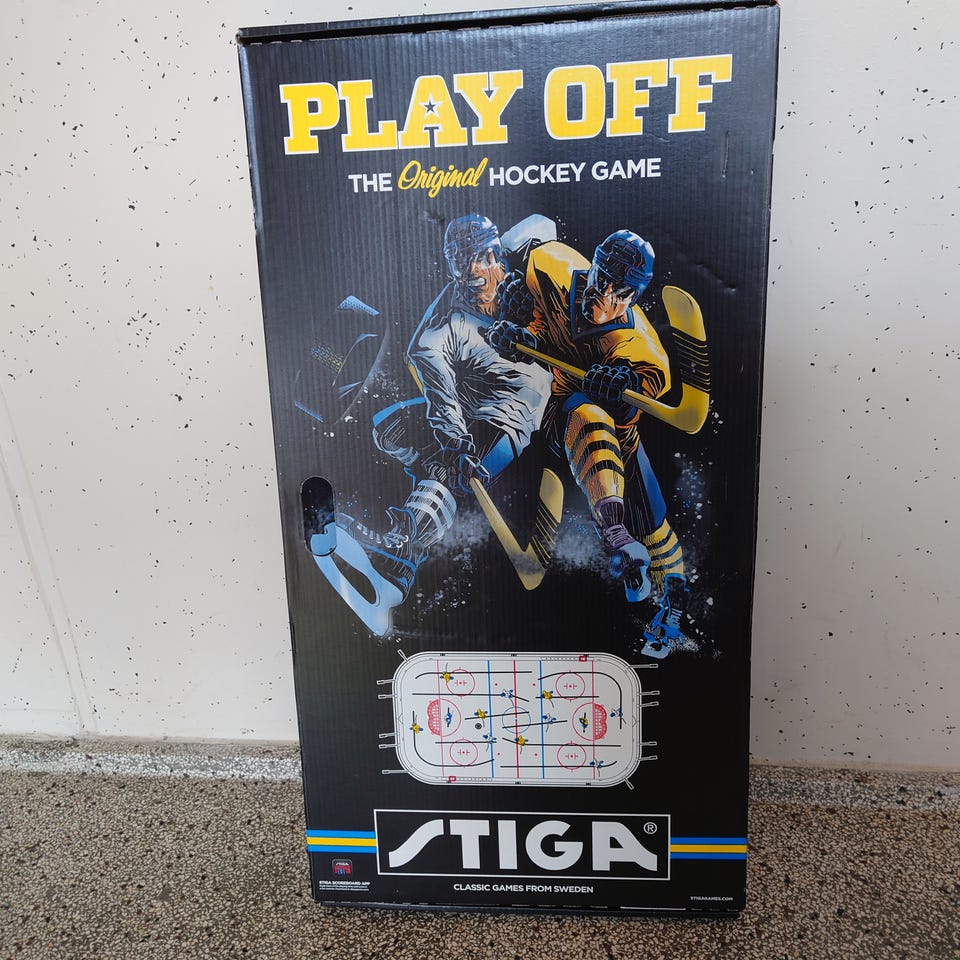 PLAY OFF
THE Original HOCKEY GAME
STIGA®
STIGA SCOREBOARD APP
CLASSIC GAMES FROM SWEDEN
STIGAGAMES.COM